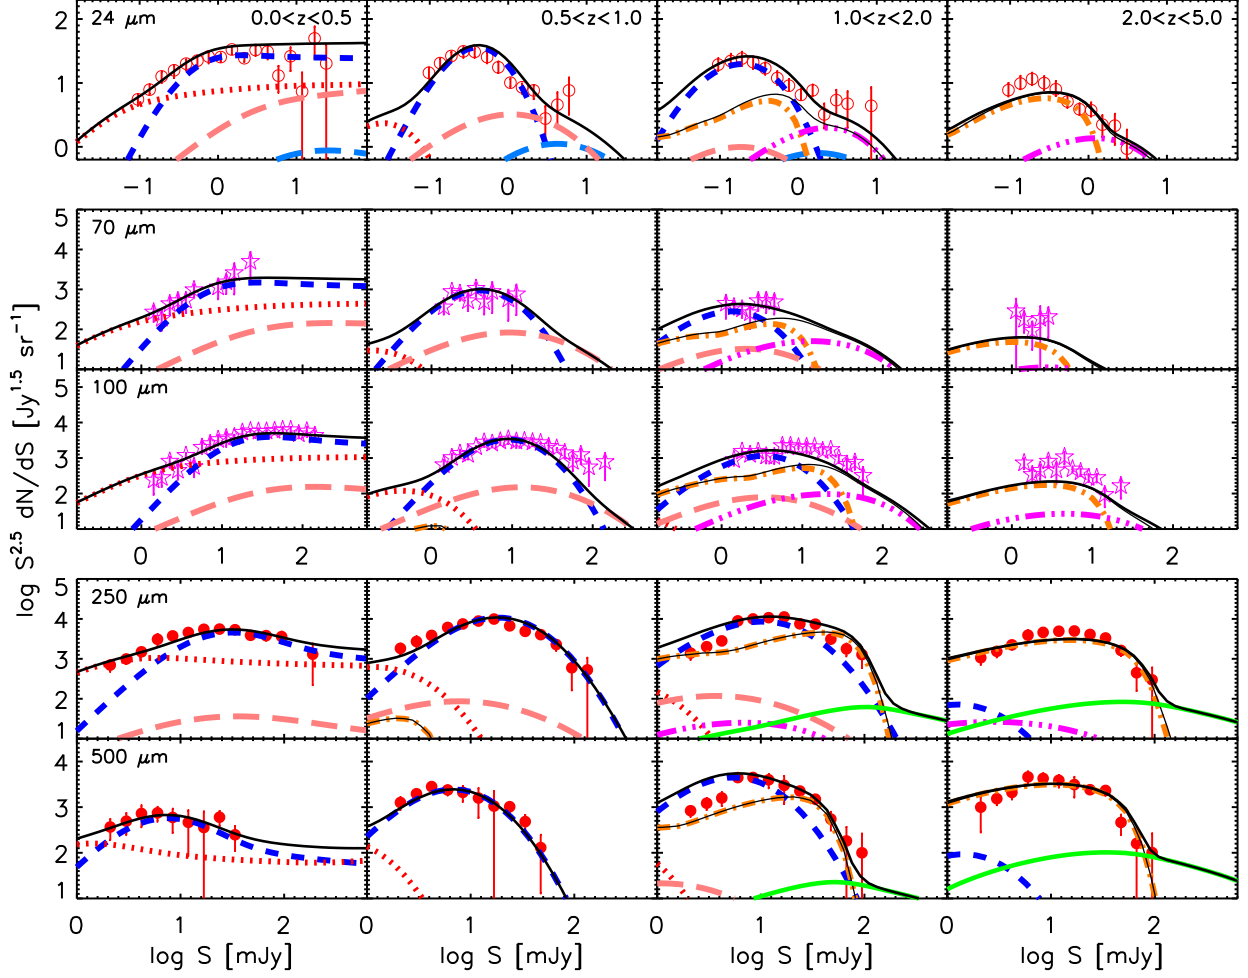 24 μm
0.0<z<0.5
0.5<z<1.0
1.0<z<2.0
2.0<z<5.0
2
1
0
−1 0 1 −1 0 1 −1 0 1 −1 0 1
70 μm
5
4
3
2
1
100 μm
5
4
3
2
1
0 1 2 0 1 2 0 1 2 0 1 2
log S^2.5 dN/dS [Jy^1.5 sr^−1]
250 μm
5
4
3
2
1
500 μm
4
3
2
1
0 1 2 0 1 2 0 1 2 0 1 2
log S [mJy] log S [mJy] log S [mJy] log S [mJy]